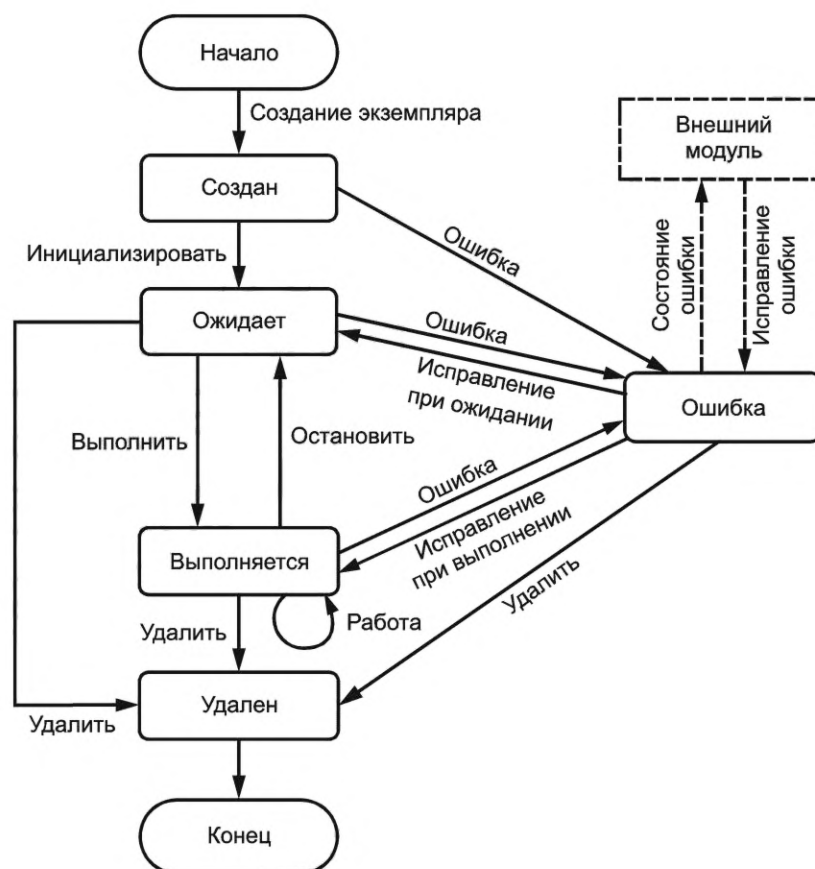 Начало
Создание экземпляра
Внешний
модуль
Создан
Ошибка
Состояние
ошибки
Исправление
ошибки
Инициализировать
Ожидает
Ошибка
Исправление
при ожидании
Ошибка
Выполнить
Остановить
Ошибка
Исправление
при выполнении
Выполняется
Удалить
Работа
Удалить
Удален
Удалить
Конец